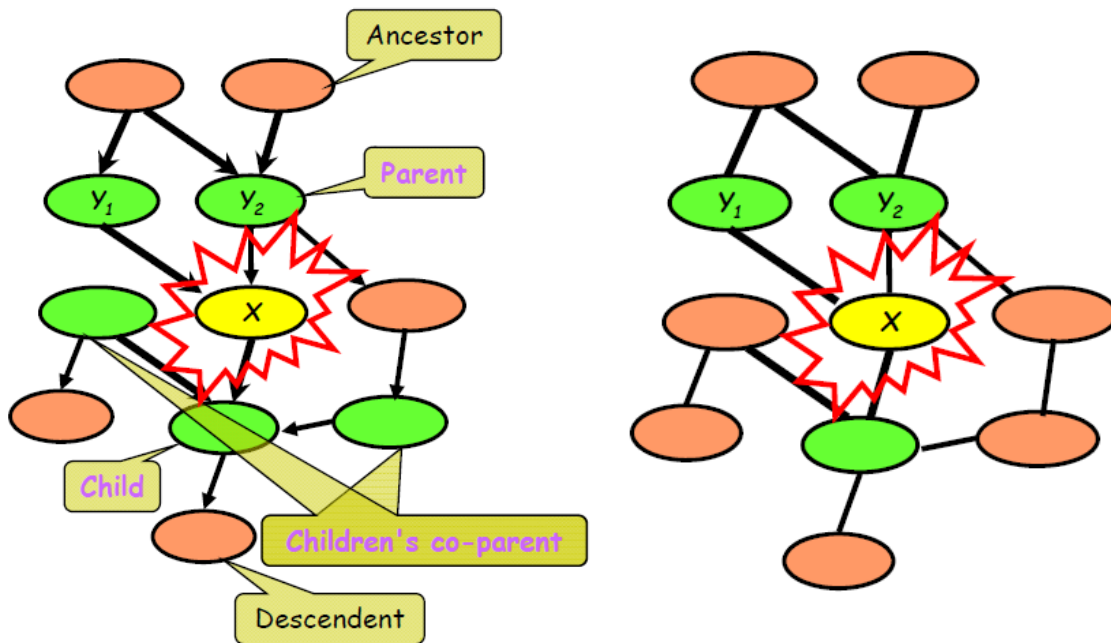 Ancestor
Parent
Y1
Y2
X
Child
Children's co-parent
Descendent
Y1
Y2
X